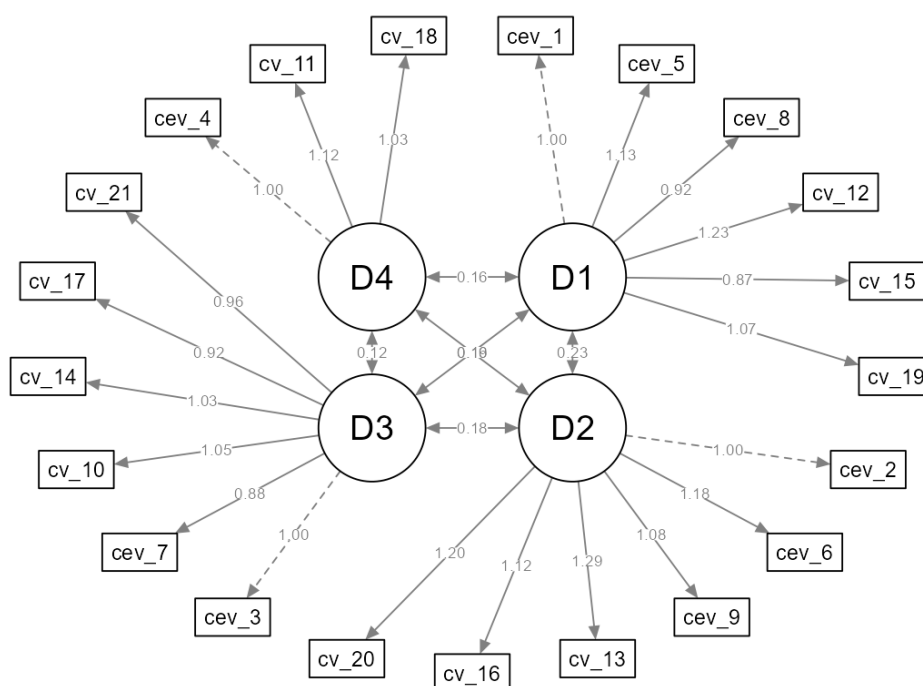 cv_18
cev_1
cv_11
cev_5
cev_4
cev_8
1.03
1.00
1.12
1.13
cv_21
1.00
0.92
cv_12
1.23
D4
D1
cv_17
0.16
0.87
cv_15
0.96
1.07
0.92
0.12
0.23
cv_14
cv_19
1.03
D3
0.18
D2
1.05
1.00
cv_10
cev_2
0.88
1.18
cev_7
1.00
1.08
cev_6
1.20
1.12
1.29
cev_3
cev_9
cv_20
cv_16
cv_13